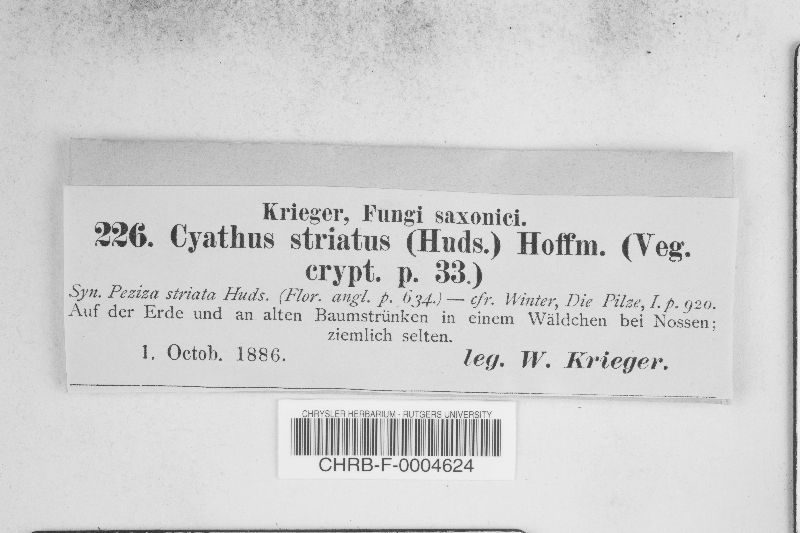 Krieger, Fungi saxonici.
226. Cyathus striatus (Huds.) Hoffm. (Veg.
crypt. p. 33.)
Syn. Peziza striata Huds. (Flor. angl. p. 634.) — cfr. Winter, Die Pilze, I. p. 920.
Auf der Erde und an alten Baumstrünken in einem Wäldchen bei Nossen;
ziemlich selten.
1. Octob. 1886. leg. W. Krieger.
CHRYSLER HERBARIUM - RUTGERS UNIVERSITY
CHRB-F-0004624